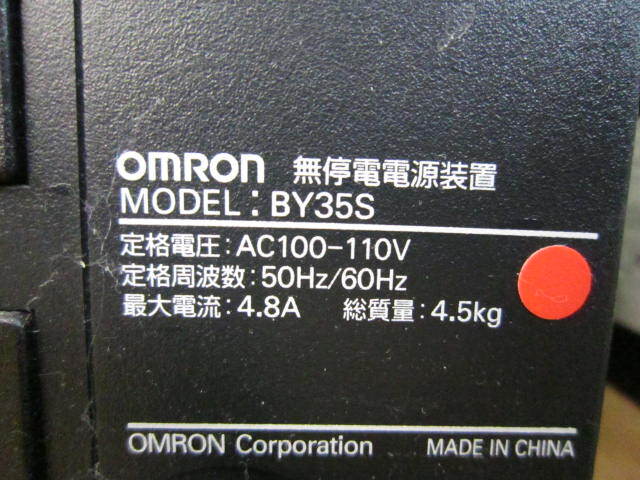 OMRON 無停電電源装置
MODEL : BY35S
定格電圧:AC100-110V
定格周波数:50Hz/60Hz
最大電流:4.8A 総質量:4.5kg
OMRON Corporation MADE IN CHINA